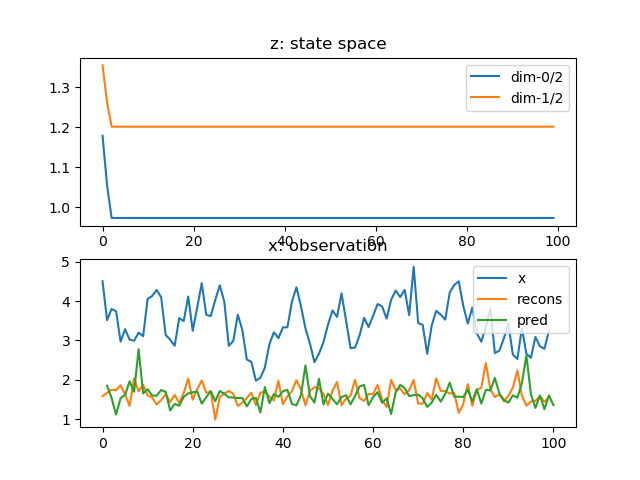 z: state space
1.3
1.2
1.1
1.0
dim-0/2
dim-1/2
0 20 40 60 80 100
x: observation
5
4
3
2
1
x
recons
pred
0 20 40 60 80 100